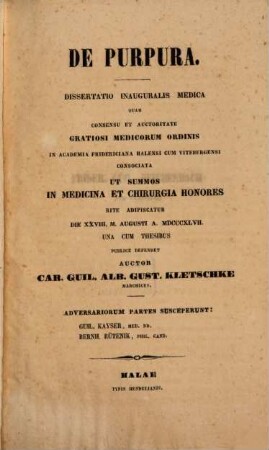 DE PURPURA.
DISSERTATIO INAUGURALIS MEDICA
QUAM
CONSENSU ET AUCTORITATE
GRATIOSI MEDICORUM ORDINIS
IN ACADEMIA FRIDERICIANA HALENSI CUM VITEBERGENSI
CONSOCIATA
UT SUMMOS
IN MEDICINA ET CHIRURGIA HONORES
RITE ADIPISCATUR
DIE XXVIII. M. AUGUSTI A. MDCCCXLVII.
UNA CUM THESIBUS
PUBLICE DEFENDET
AUCTOR
CAR. GUIL. ALB. GUST. KLETSCHKE
MARCHICUS.
ADVERSARIORUM PARTES SUSCEPERUNT:
GUIL. KAYSER, MED. ND.
BERNH. RÜTENIK, PHIL. CAND.
HALAE
TYPIS